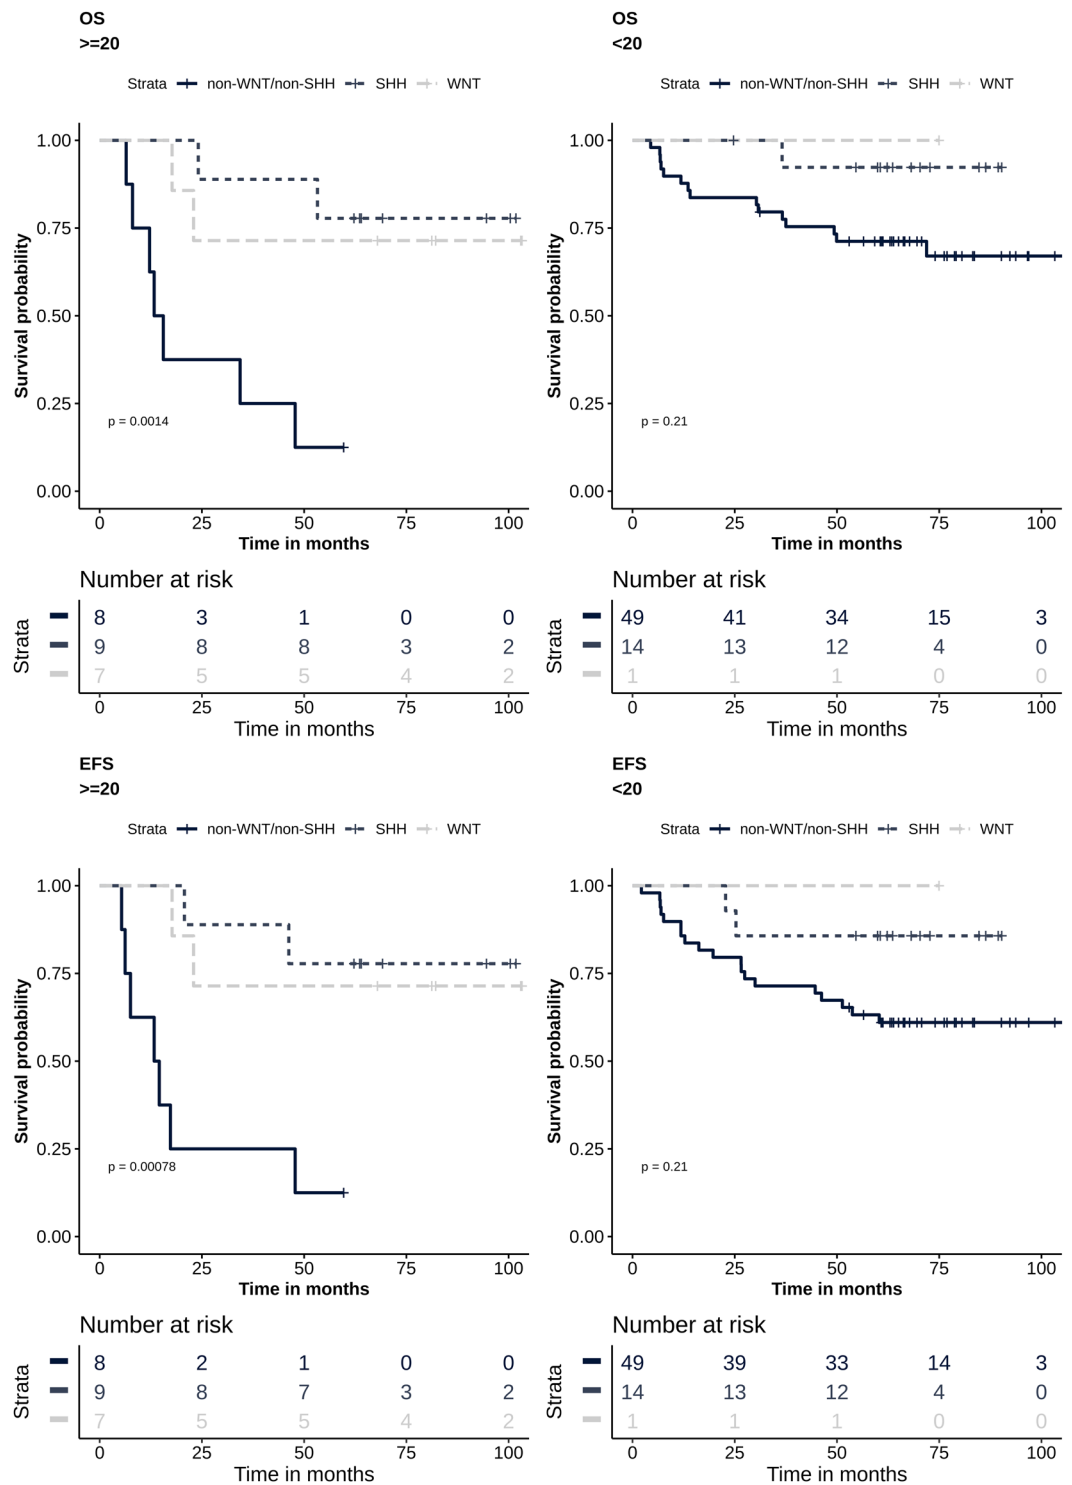 OS
>=20
Strata non-WNT/non-SHH SHH WNT
Survival probability
1.00
0.75
0.50
0.25
0.00
p = 0.0014
0 25 50 75 100
Time in months
Number at risk
Strata
8 3 1 0 0
9 8 8 3 2
7 5 5 4 2
0 25 50 75 100
Time in months
OS
<20
Strata non-WNT/non-SHH SHH WNT
Survival probability
1.00
0.75
0.50
0.25
0.00
p = 0.21
0 25 50 75 100
Time in months
Number at risk
Strata
49 41 34 15 3
14 13 12 4 0
1 1 1 0 0
0 25 50 75 100
Time in months
EFS
>=20
Strata non-WNT/non-SHH SHH WNT
Survival probability
1.00
0.75
0.50
0.25
0.00
p = 0.00078
0 25 50 75 100
Time in months
Number at risk
Strata
8 2 1 0 0
9 8 7 3 2
7 5 5 4 2
0 25 50 75 100
Time in months
EFS
<20
Strata non-WNT/non-SHH SHH WNT
Survival probability
1.00
0.75
0.50
0.25
0.00
p = 0.21
0 25 50 75 100
Time in months
Number at risk
Strata
49 39 33 14 3
14 13 12 4 0
1 1 1 0 0
0 25 50 75 100
Time in months